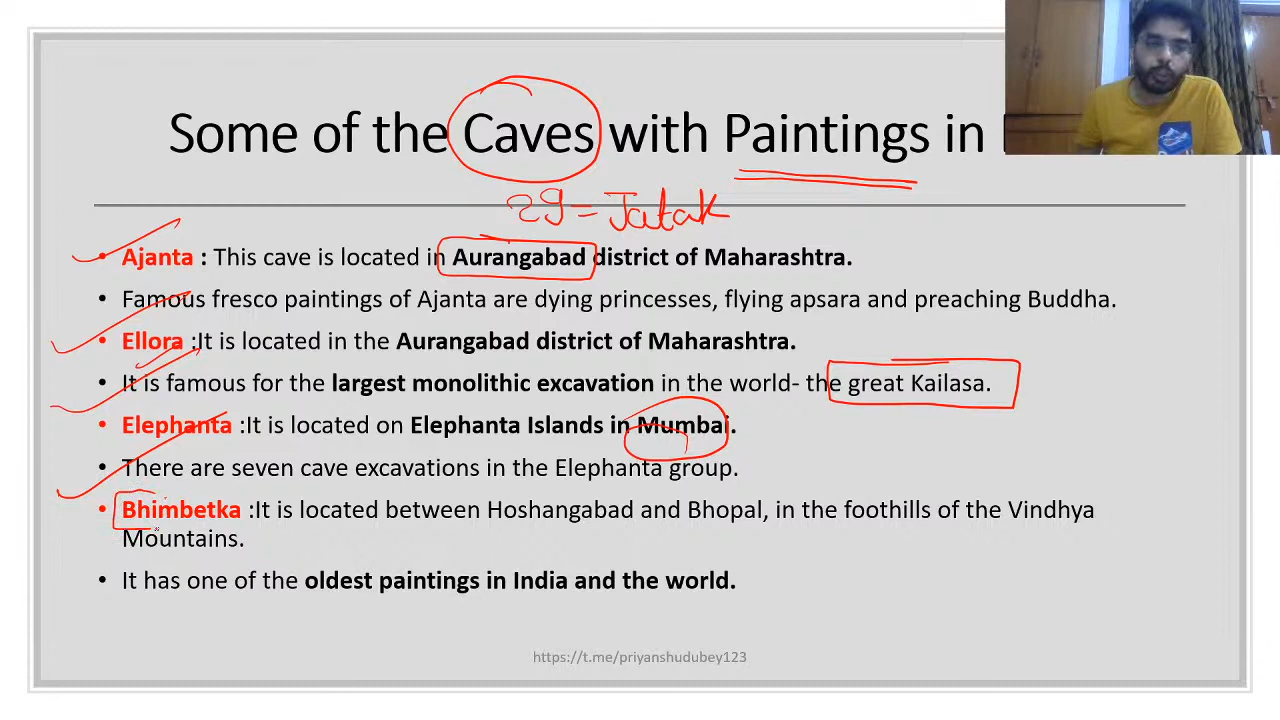 Some of the Caves with Paintings in
29 = Jatak
• Ajanta : This cave is located in Aurangabad district of Maharashtra.
• Famous fresco paintings of Ajanta are dying princesses, flying apsara and preaching Buddha.
• Ellora :It is located in the Aurangabad district of Maharashtra.
• It is famous for the largest monolithic excavation in the world- the great Kailasa.
• Elephanta :It is located on Elephanta Islands in Mumbai.
• There are seven cave excavations in the Elephanta group.
• Bhimbetka :It is located between Hoshangabad and Bhopal, in the foothills of the Vindhya
Mountains.
• It has one of the oldest paintings in India and the world.
https://t.me/priyanshudubey123